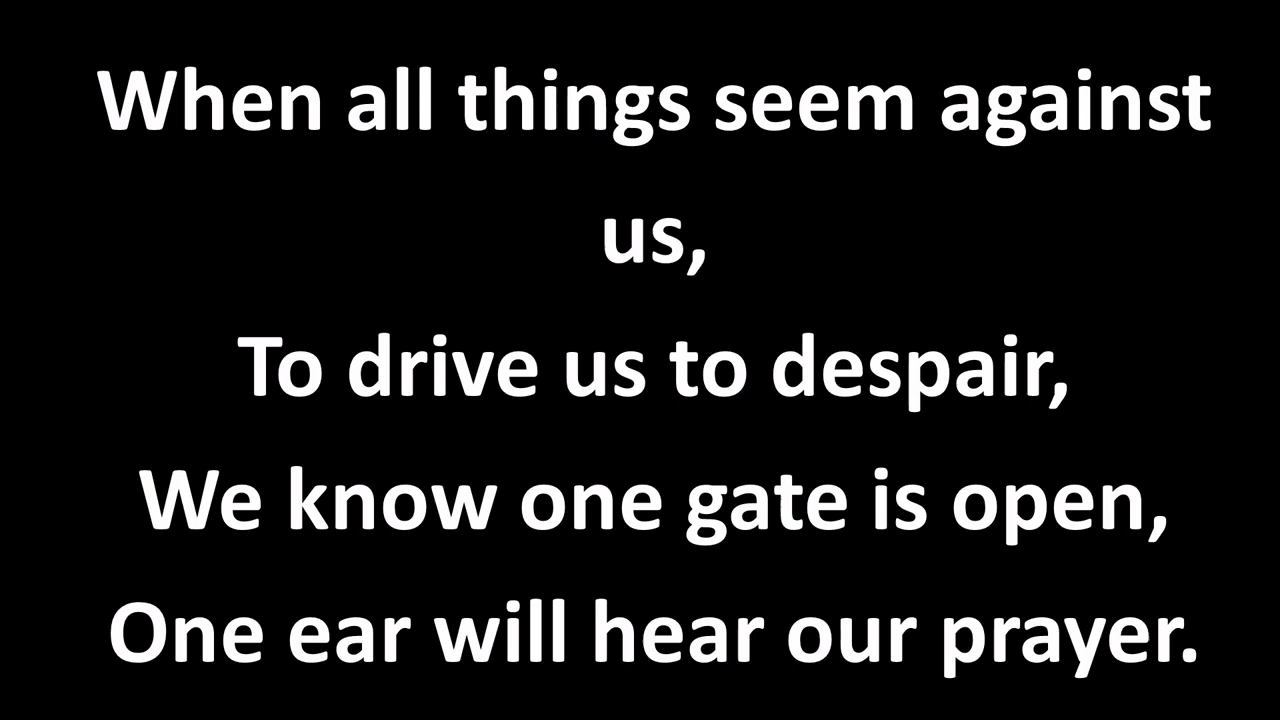 When all things seem against
us,
To drive us to despair,
We know one gate is open,
One ear will hear our prayer.